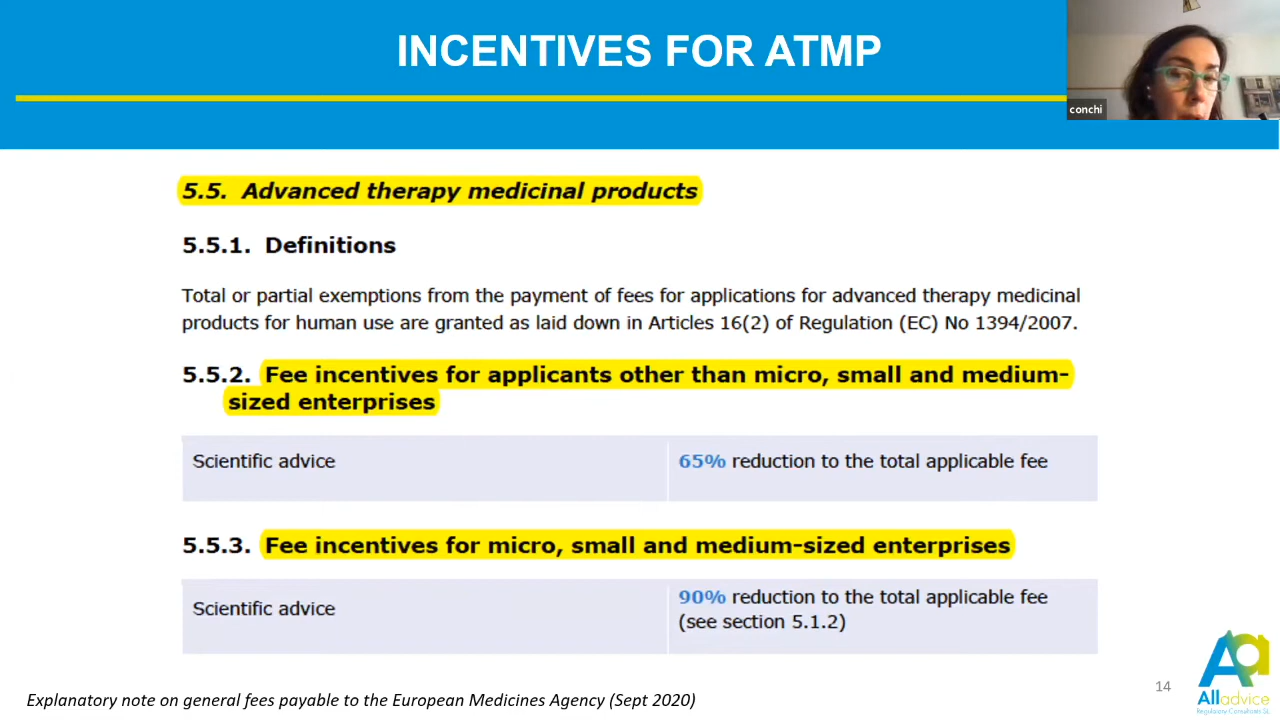 INCENTIVES FOR ATMP
conchi
5.5. Advanced therapy medicinal products
5.5.1. Definitions
Total or partial exemptions from the payment of fees for applications for advanced therapy medicinal
products for human use are granted as laid down in Articles 16(2) of Regulation (EC) No 1394/2007.
5.5.2. Fee incentives for applicants other than micro, small and medium-
sized enterprises
Scientific advice
65% reduction to the total applicable fee
5.5.3. Fee incentives for micro, small and medium-sized enterprises
Scientific advice
90% reduction to the total applicable fee
(see section 5.1.2)
Explanatory note on general fees payable to the European Medicines Agency (Sept 2020)
14
Alladvice
Regulatory Consultants SL